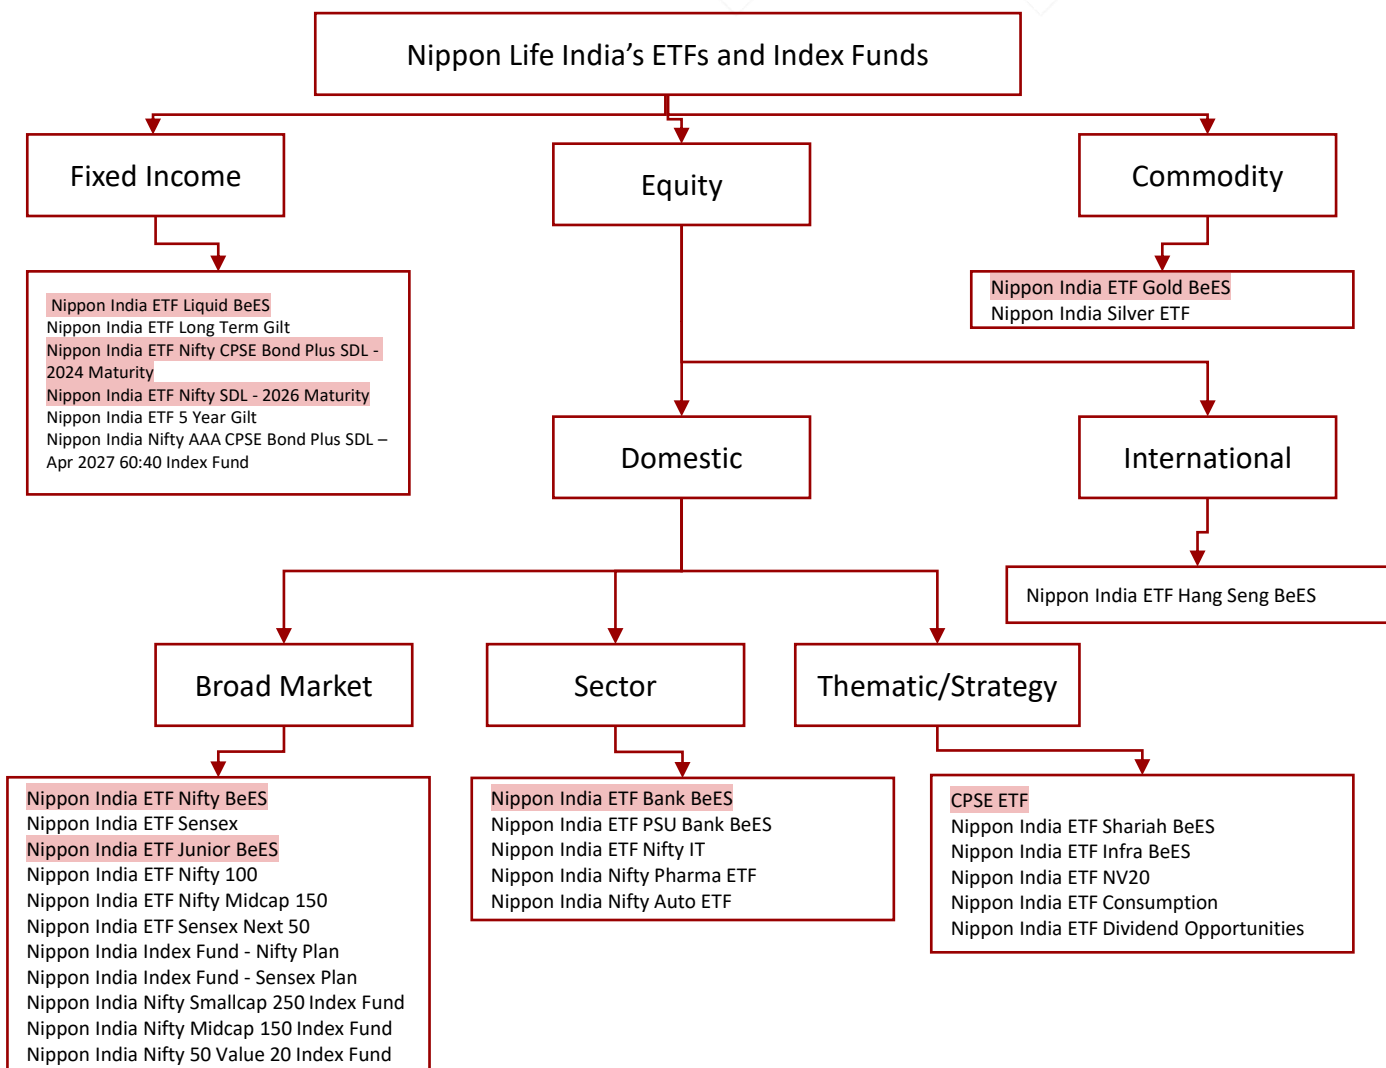 Nippon Life India’s ETFs and Index Funds
Fixed Income
Equity
Commodity
Nippon India ETF Liquid BeES
Nippon India ETF Long Term Gilt
Nippon India ETF Nifty CPSE Bond Plus SDL -
2024 Maturity
Nippon India ETF Nifty SDL - 2026 Maturity
Nippon India ETF 5 Year Gilt
Nippon India Nifty AAA CPSE Bond Plus SDL –
Apr 2027 60:40 Index Fund
Nippon India ETF Gold BeES
Nippon India Silver ETF
Domestic
International
Nippon India ETF Hang Seng BeES
Broad Market
Sector
Thematic/Strategy
Nippon India ETF Nifty BeES
Nippon India ETF Sensex
Nippon India ETF Junior BeES
Nippon India ETF Nifty 100
Nippon India ETF Nifty Midcap 150
Nippon India ETF Sensex Next 50
Nippon India Index Fund - Nifty Plan
Nippon India Index Fund - Sensex Plan
Nippon India Nifty Smallcap 250 Index Fund
Nippon India Nifty Midcap 150 Index Fund
Nippon India Nifty 50 Value 20 Index Fund
Nippon India ETF Bank BeES
Nippon India ETF PSU Bank BeES
Nippon India ETF Nifty IT
Nippon India Nifty Pharma ETF
Nippon India Nifty Auto ETF
CPSE ETF
Nippon India ETF Shariah BeES
Nippon India ETF Infra BeES
Nippon India ETF NV20
Nippon India ETF Consumption
Nippon India ETF Dividend Opportunities